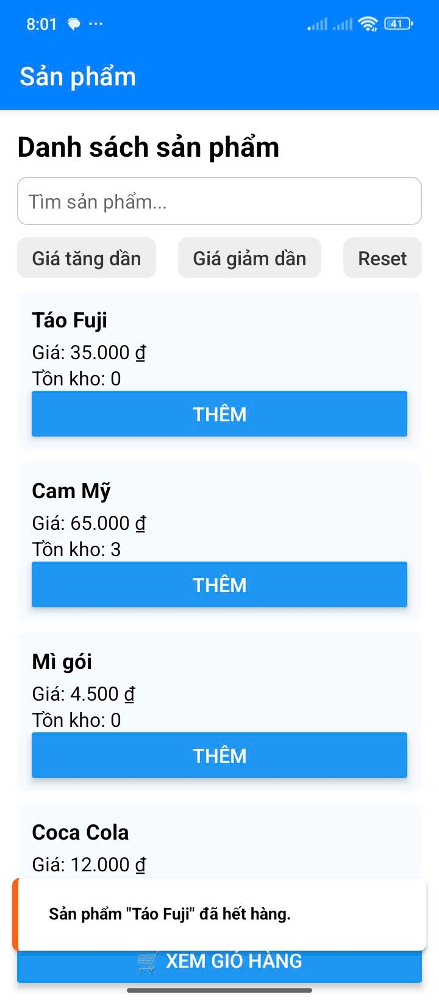 8:01
41
Sản phẩm
Danh sách sản phẩm
Tìm sản phẩm...
Giá tăng dần Giá giảm dần Reset
Táo Fuji
Giá: 35.000 ₫
Tồn kho: 0
THÊM
Cam Mỹ
Giá: 65.000 ₫
Tồn kho: 3
THÊM
Mì gói
Giá: 4.500 ₫
Tồn kho: 0
THÊM
Coca Cola
Giá: 12.000 ₫
Sản phẩm "Táo Fuji" đã hết hàng.
XEM GIỎ HÀNG